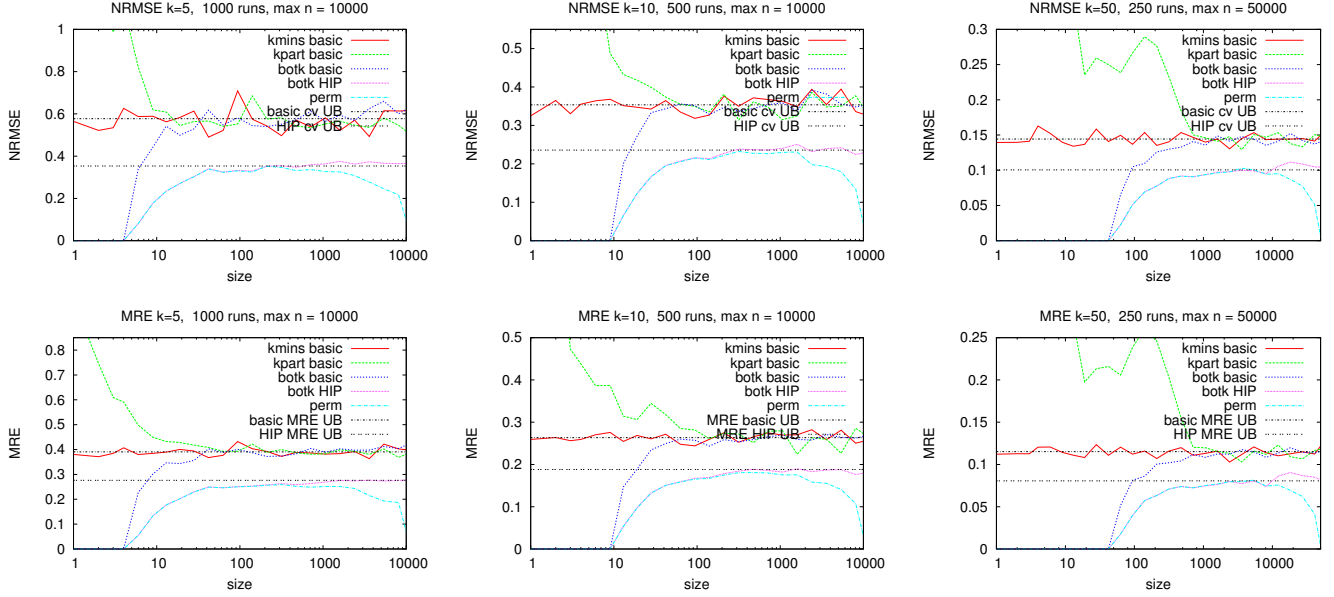 NRMSE k=5, 1000 runs, max n = 10000
NRMSE
1
0.8
0.6
0.4
0.2
0
1
10
100
1000
10000
size
kmins basic
kpart basic
botk basic
botk HIP
perm
basic cv UB
HIP cv UB
NRMSE k=10, 500 runs, max n = 10000
NRMSE
0.5
0.4
0.3
0.2
0.1
0
1
10
100
1000
10000
size
kmins basic
kpart basic
botk basic
botk HIP
perm
basic cv UB
HIP cv UB
NRMSE k=50, 250 runs, max n = 50000
NRMSE
0.3
0.25
0.2
0.15
0.1
0.05
0
1
10
100
1000
10000
size
kmins basic
kpart basic
botk basic
botk HIP
perm
basic cv UB
HIP cv UB
MRE k=5, 1000 runs, max n = 10000
MRE
0.8
0.7
0.6
0.5
0.4
0.3
0.2
0.1
0
1
10
100
1000
10000
size
kmins basic
kpart basic
botk basic
botk HIP
perm
basic MRE UB
HIP MRE UB
MRE k=10, 500 runs, max n = 10000
MRE
0.5
0.4
0.3
0.2
0.1
0
1
10
100
1000
10000
size
kmins basic
kpart basic
botk basic
botk HIP
perm
MRE basic UB
MRE HIP UB
MRE k=50, 250 runs, max n = 50000
MRE
0.25
0.2
0.15
0.1
0.05
0
1
10
100
1000
10000
size
kmins basic
kpart basic
botk basic
botk HIP
perm
basic MRE UB
HIP MRE UB